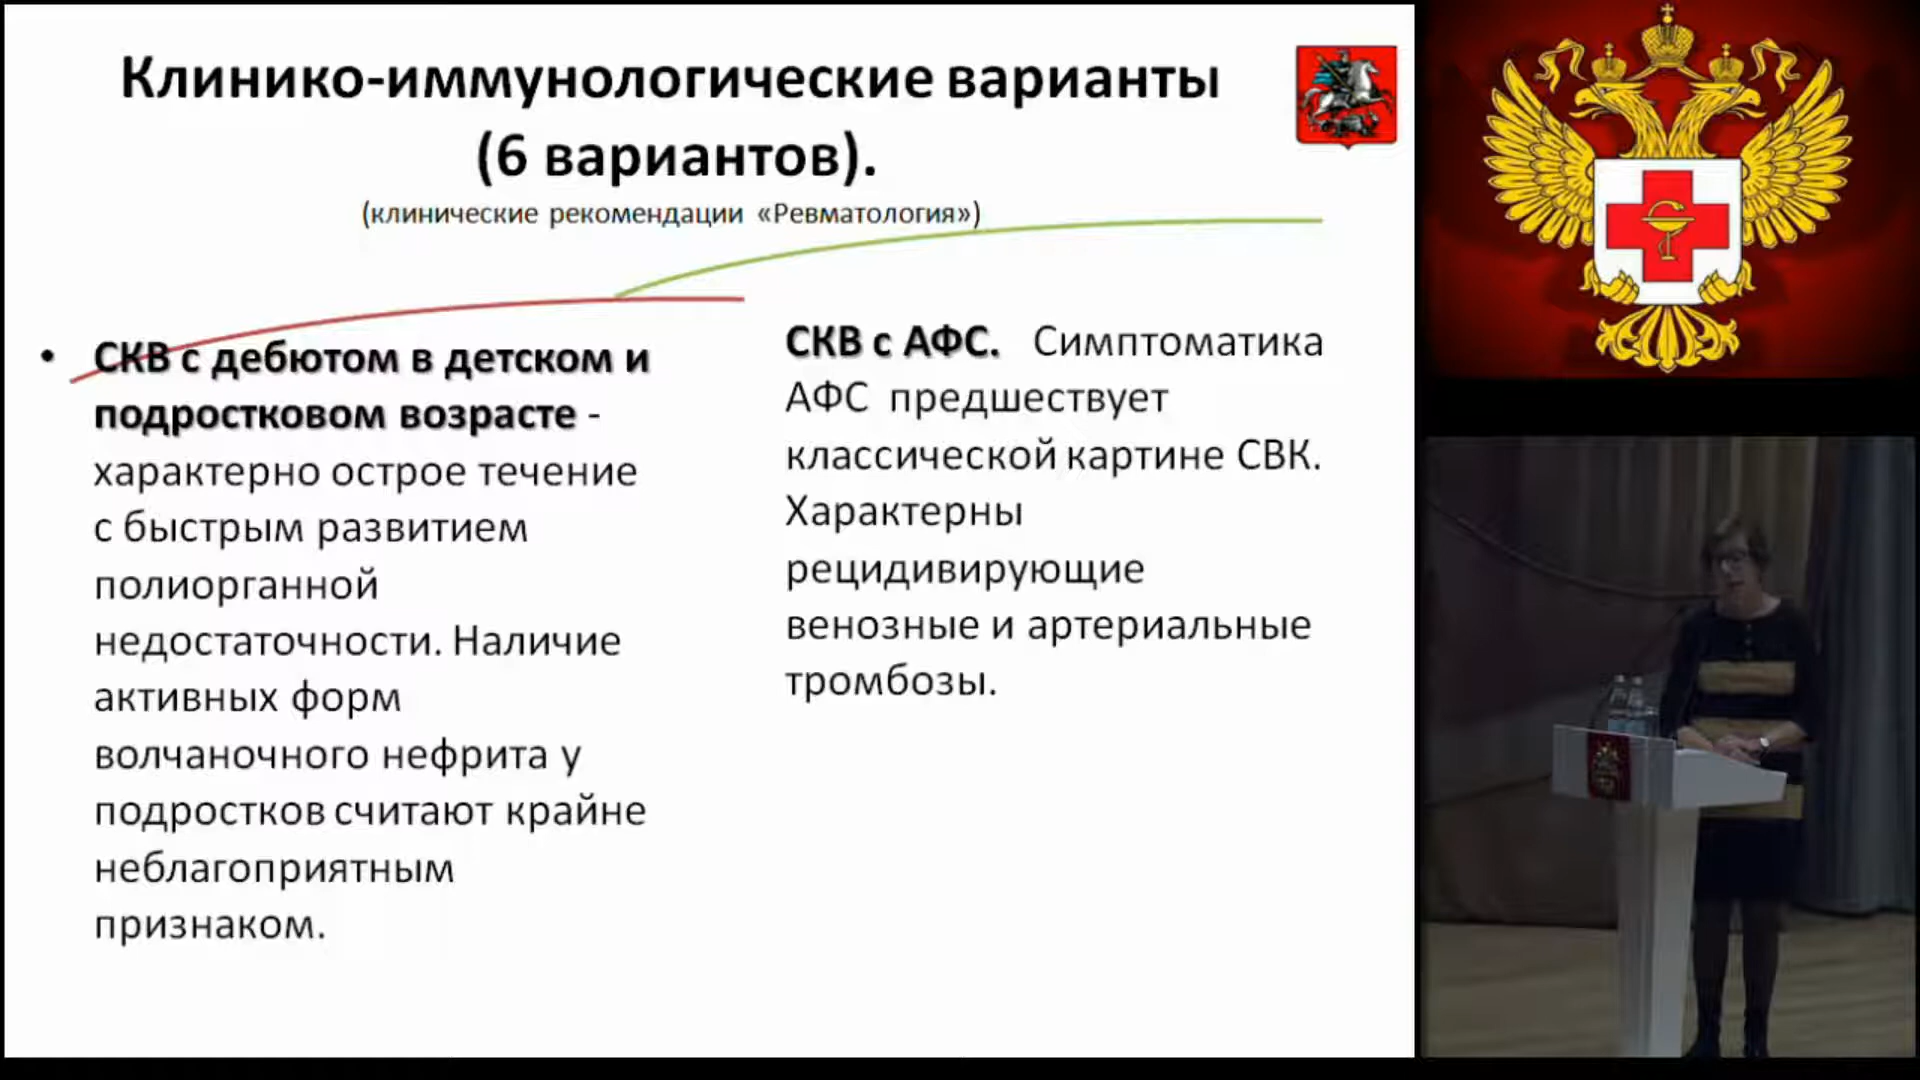 Клинико-иммунологические варианты
(6 вариантов).
(клинические рекомендации «Ревматология»)
• СКВ с дебютом в детском и
подростковом возрасте -
характерно острое течение
с быстрым развитием
полиорганной
недостаточности. Наличие
активных форм
волчаночного нефрита у
подростков считают крайне
неблагоприятным
признаком.
СКВ с АФС. Симптоматика
АФС предшествует
классической картине СВК.
Характерны
рецидивирующие
венозные и артериальные
тромбозы.